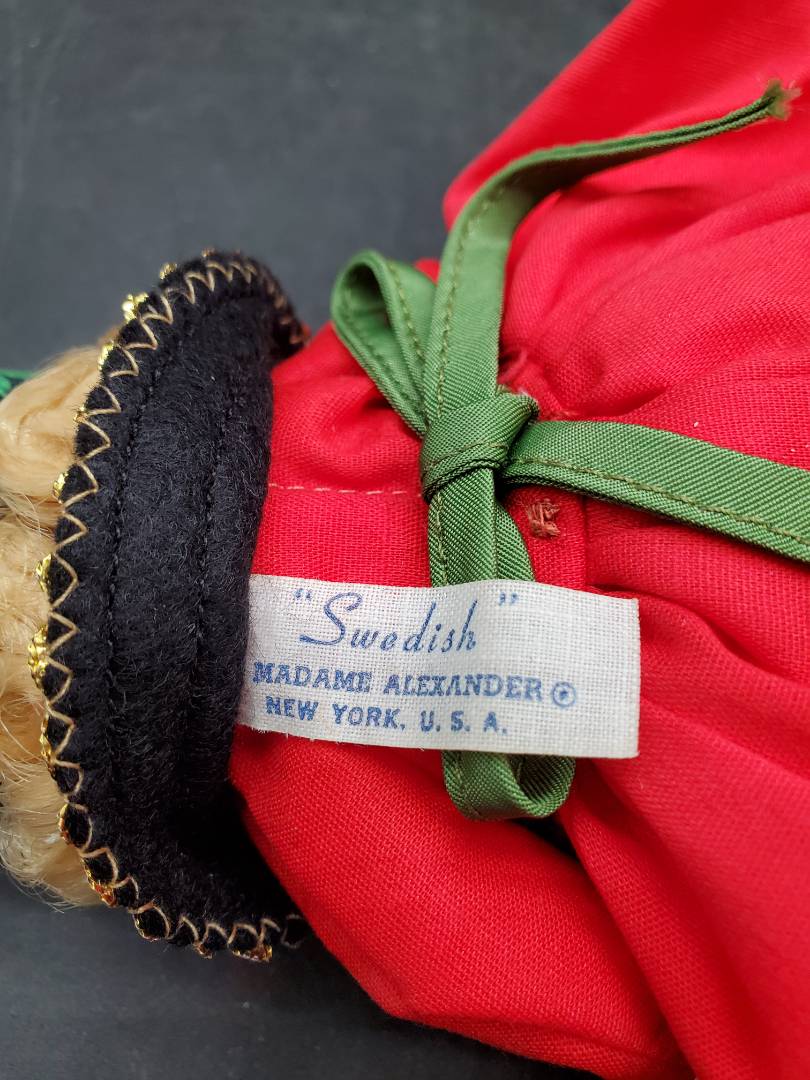 "Swedish"
MADAME ALEXANDER ®
NEW YORK, U.S.A.